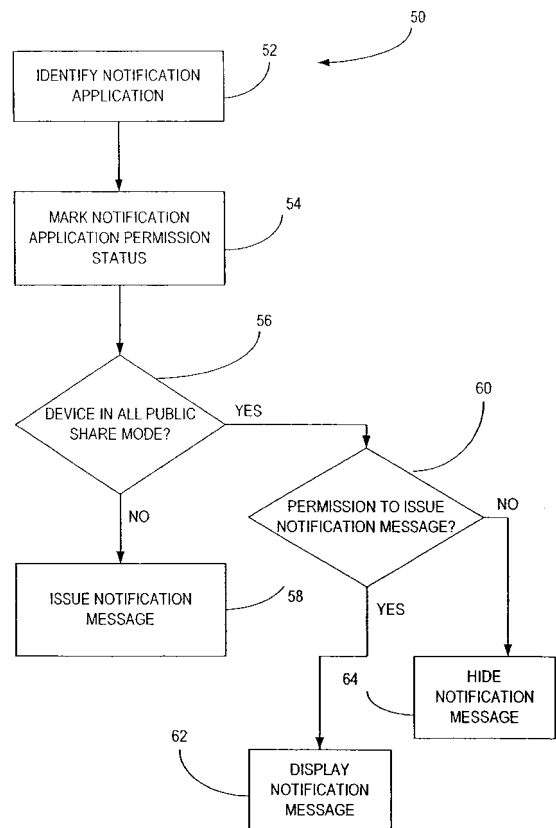 50
52
IDENTIFY NOTIFICATION
APPLICATION
54
MARK NOTIFICATION
APPLICATION PERMISSION
STATUS
56
DEVICE IN ALL PUBLIC
SHARE MODE?
YES
60
PERMISSION TO ISSUE
NOTIFICATION MESSAGE?
NO
NO
ISSUE NOTIFICATION
MESSAGE
58
YES
64
HIDE
NOTIFICATION
MESSAGE
62
DISPLAY
NOTIFICATION
MESSAGE